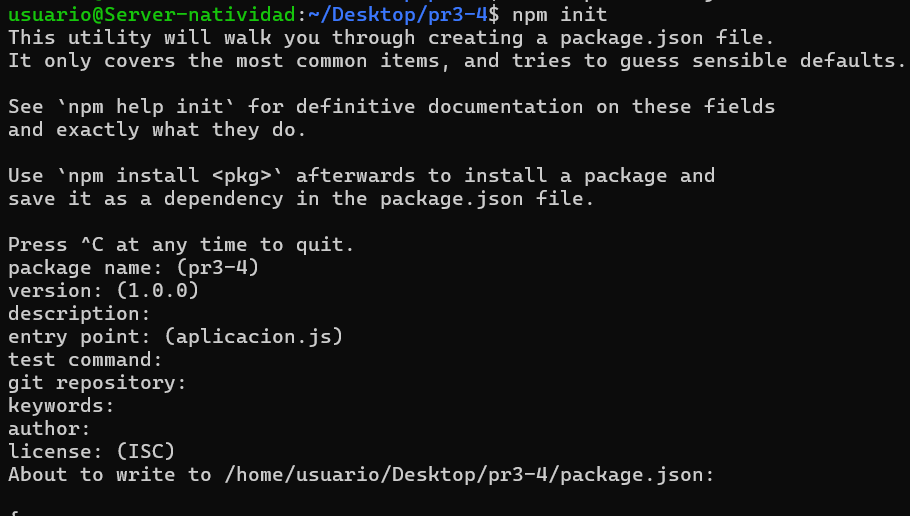 usuario@Server-natividad:~/Desktop/pr3-4$ npm init
This utility will walk you through creating a package.json file.
It only covers the most common items, and tries to guess sensible defaults.
See `npm help init` for definitive documentation on these fields
and exactly what they do.
Use `npm install <pkg>` afterwards to install a package and
save it as a dependency in the package.json file.
Press ^C at any time to quit.
package name: (pr3-4)
version: (1.0.0)
description:
entry point: (aplicacion.js)
test command:
git repository:
keywords:
author:
license: (ISC)
About to write to /home/usuario/Desktop/pr3-4/package.json: